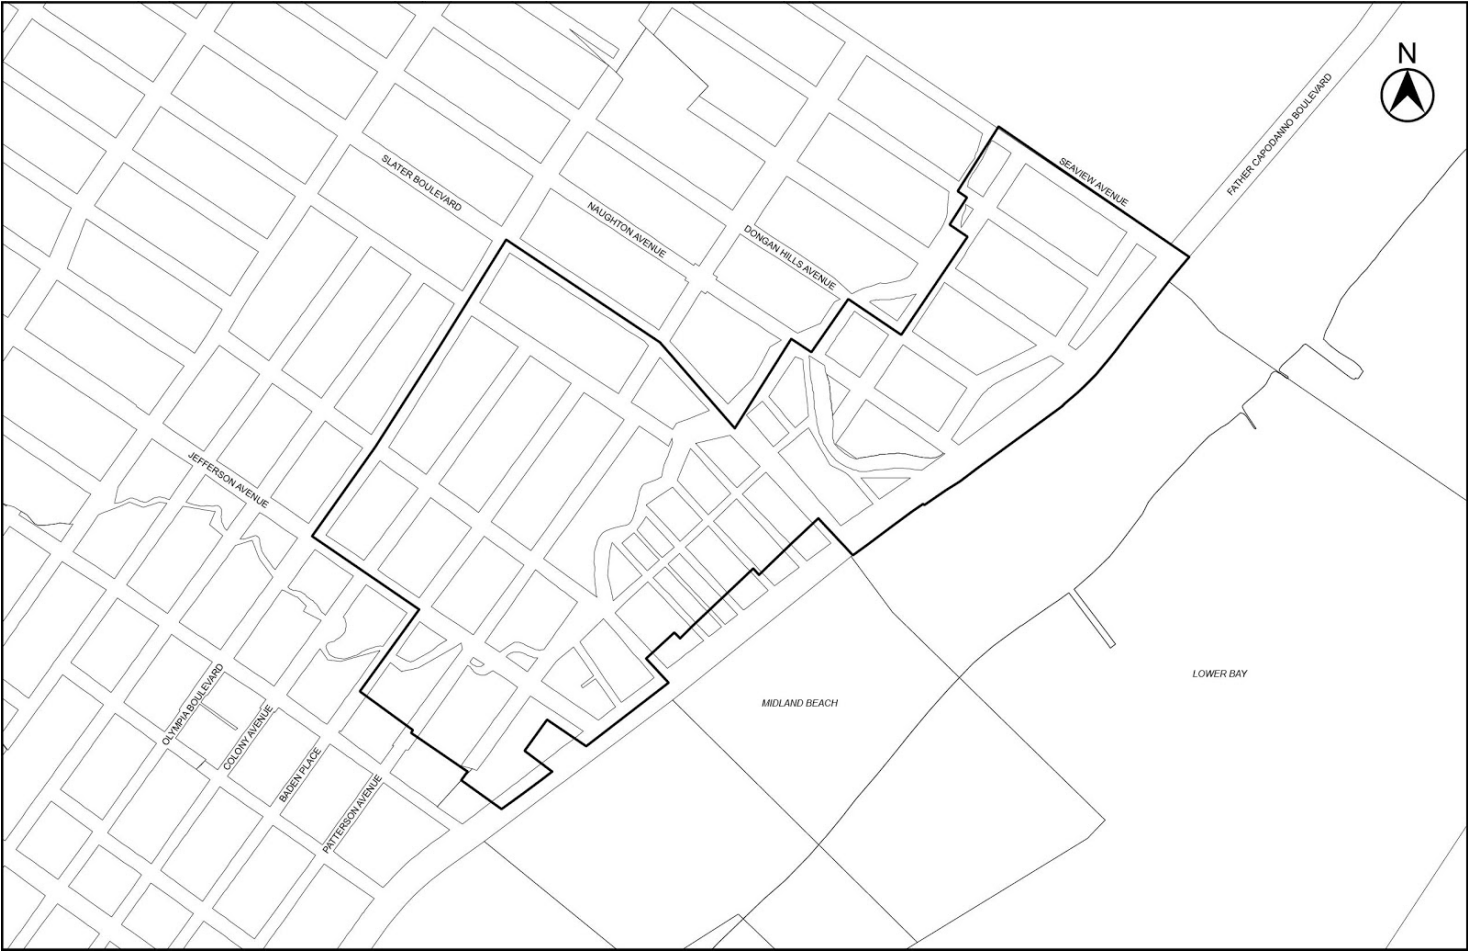 N
FATHER CAPODANNO BOULEVARD
SEAVIEW AVENUE
SLATER BOULEVARD
NAUGHTON AVENUE
DONGAN HILLS AVENUE
JEFFERSON AVENUE
LOWER BAY
MIDLAND BEACH
OLYMPIA BOULEVARD
COLONY AVENUE
BADEN PLACE
PATTERSON AVENUE